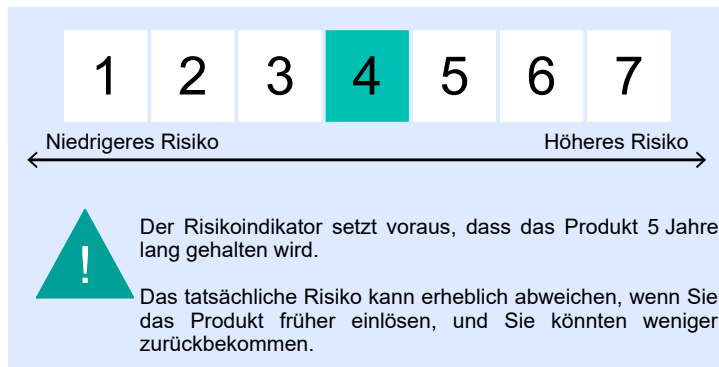 1 2 3 4 5 6 7
Niedrigeres Risiko Höheres Risiko
!
Der Risikoindikator setzt voraus, dass das Produkt 5 Jahre
lang gehalten wird.
Das tatsächliche Risiko kann erheblich abweichen, wenn Sie
das Produkt früher einlösen, und Sie könnten weniger
zurückbekommen.